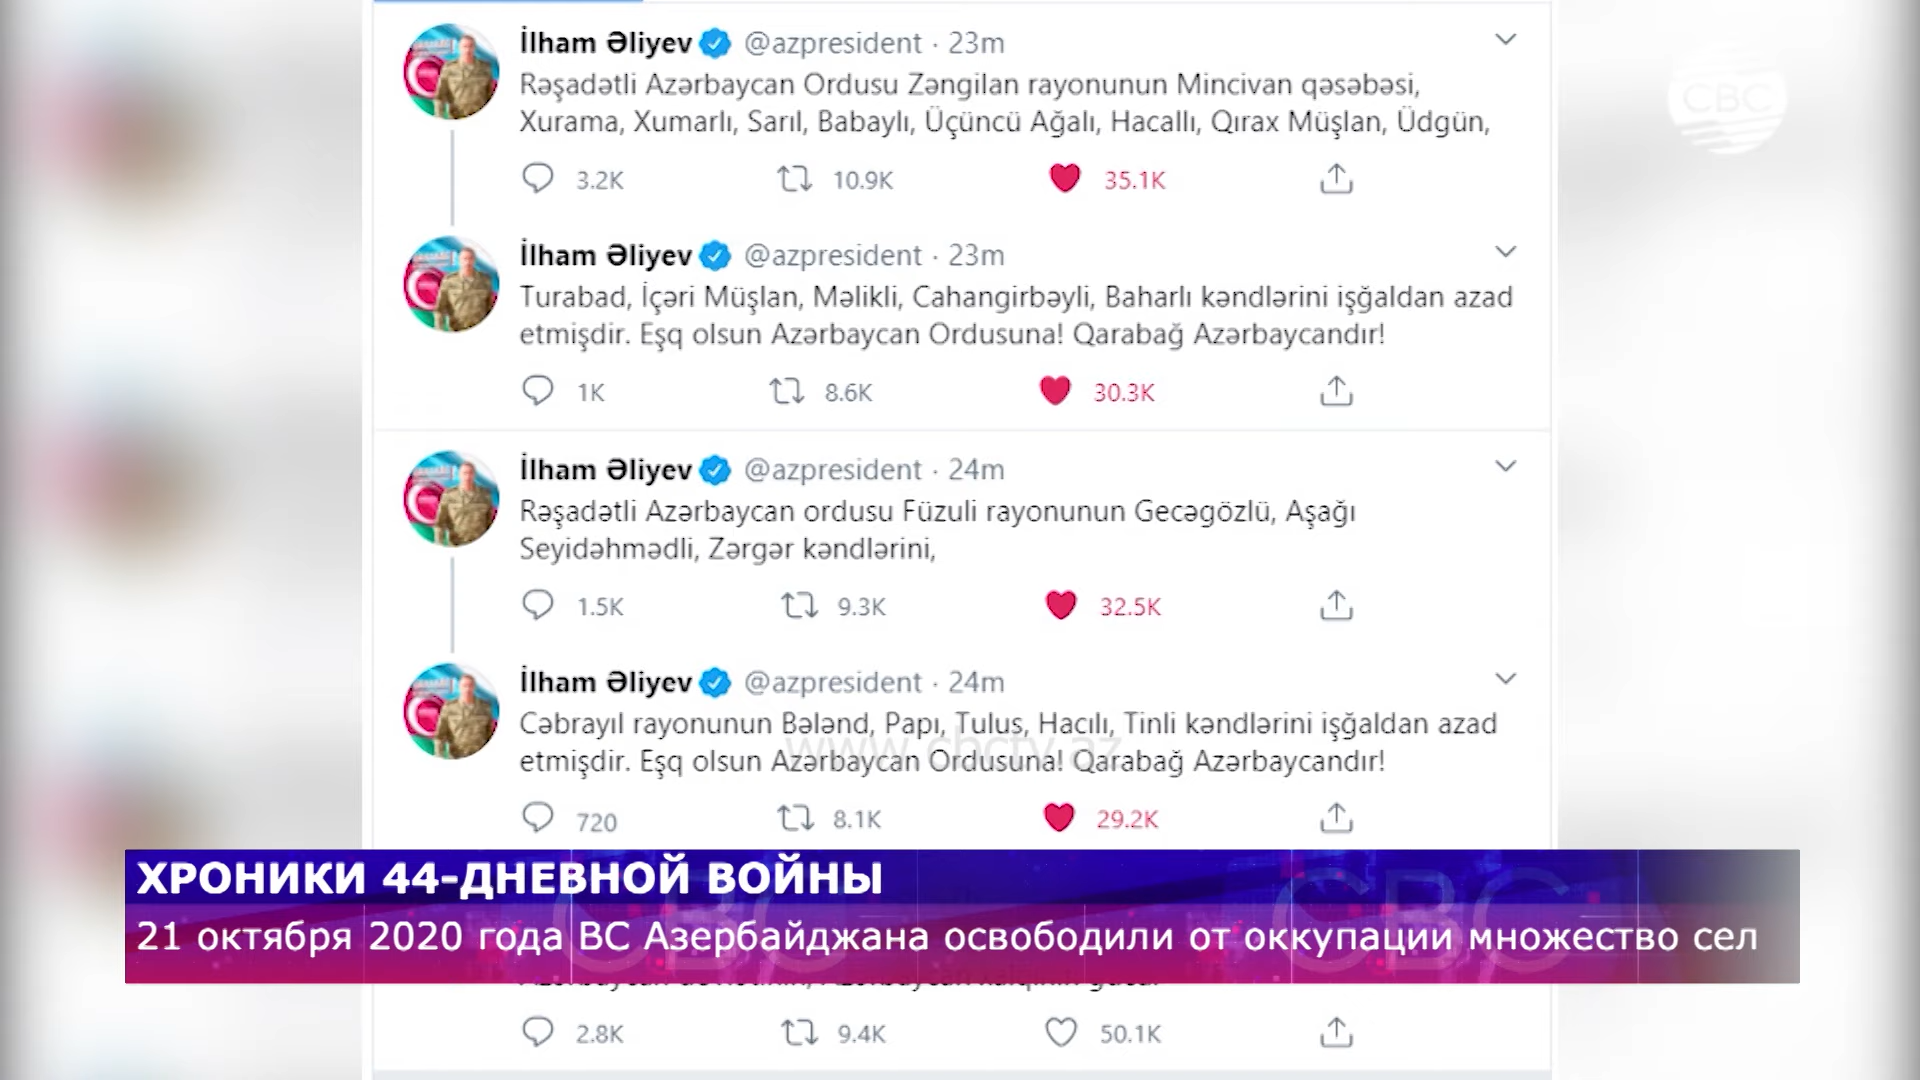 İlham Əliyev @azpresident · 23m
Rəşadətli Azərbaycan Ordusu Zəngilan rayonunun Mincivan qəsəbəsi,
Xurama, Xumarlı, Sarıl, Babaylı, Üçüncü Ağalı, Hacallı, Qırax Müşlan, Üdgün,
3.2K 10.9K 35.1K
CBC
İlham Əliyev @azpresident · 23m
Turabad, İçəri Müşlan, Məlikli, Cahangirbəyli, Baharlı kəndlərini işğaldan azad
etmişdir. Eşq olsun Azərbaycan Ordusuna! Qarabağ Azərbaycandır!
1K 8.6K 30.3K
İlham Əliyev @azpresident · 24m
Rəşadətli Azərbaycan ordusu Füzuli rayonunun Gecəgözlü, Aşağı
Seyidəhmədli, Zərgər kəndlərini,
1.5K 9.3K 32.5K
İlham Əliyev @azpresident · 24m
Cəbrayıl rayonunun Bələnd, Papı, Tulus, Hacılı, Tinli kəndlərini işğaldan azad
www.cbctv.az
etmişdir. Eşq olsun Azərbaycan Ordusuna! Qarabağ Azərbaycandır!
720 8.1K 29.2K
ХРОНИКИ 44-ДНЕВНОЙ ВОЙНЫ
21 октября 2020 года ВС Азербайджана освободили от оккупации множество сел
2.8K 9.4K 50.1K